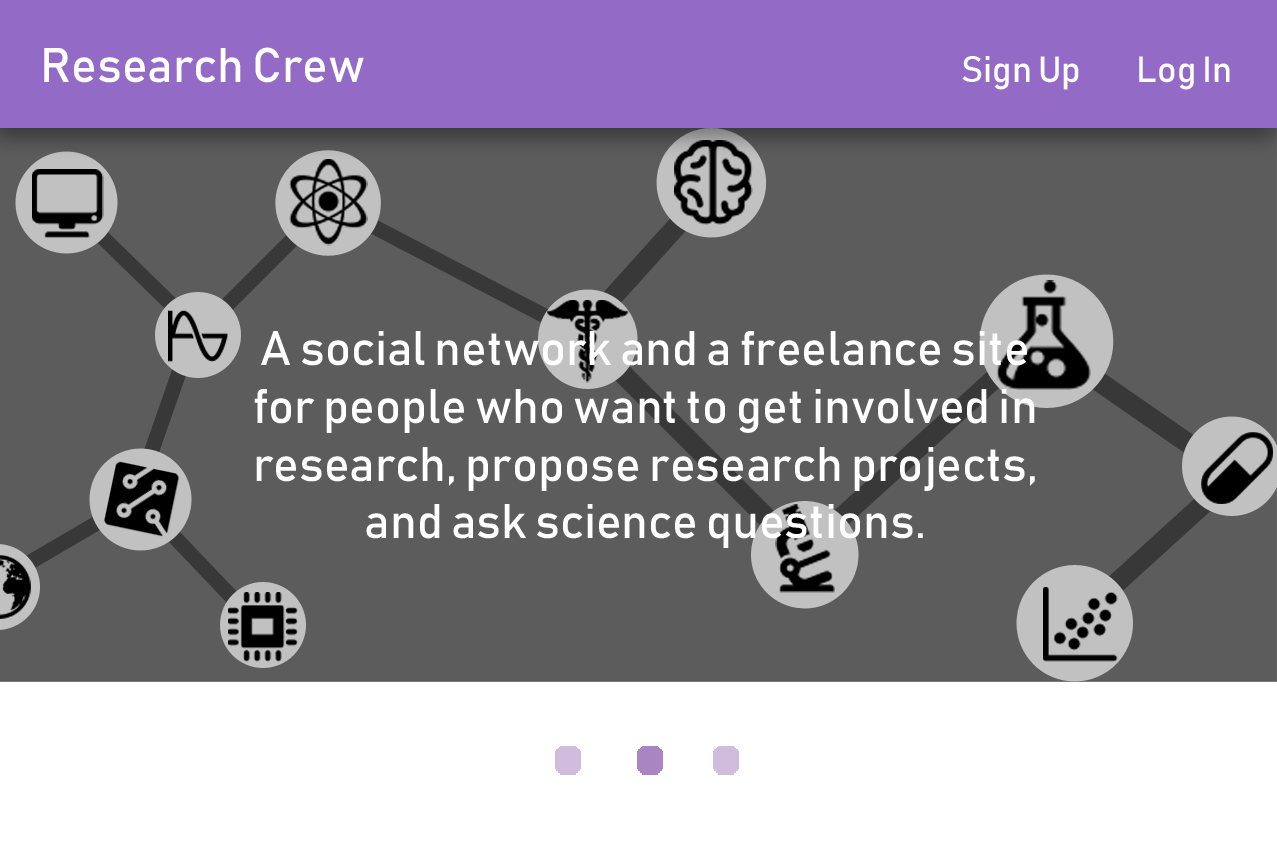 Research Crew
Sign Up
Log In
A social network and a freelance site
for people who want to get involved in
research, propose research projects,
and ask science questions.